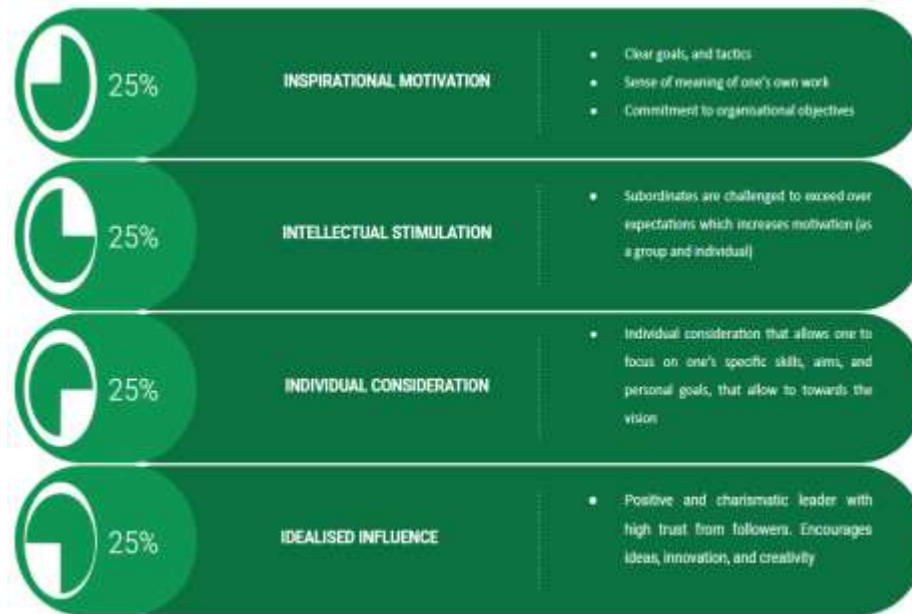 25%
INSPIRATIONAL MOTIVATION
• Clear goals, and tactics
• Sense of meaning of one's own work
• Commitment to organisational objectives
25%
INTELLECTUAL STIMULATION
• Subordinates are challenged to exceed over
expectations which increases motivation (as
a group and individual)
25%
INDIVIDUAL CONSIDERATION
• Individual consideration that allows one to
focus on one's specific skills, aims, and
personal goals, that allow to towards the
vision
25%
IDEALISED INFLUENCE
• Positive and charismatic leader with
high trust from followers. Encourages
ideas, innovation, and creativity